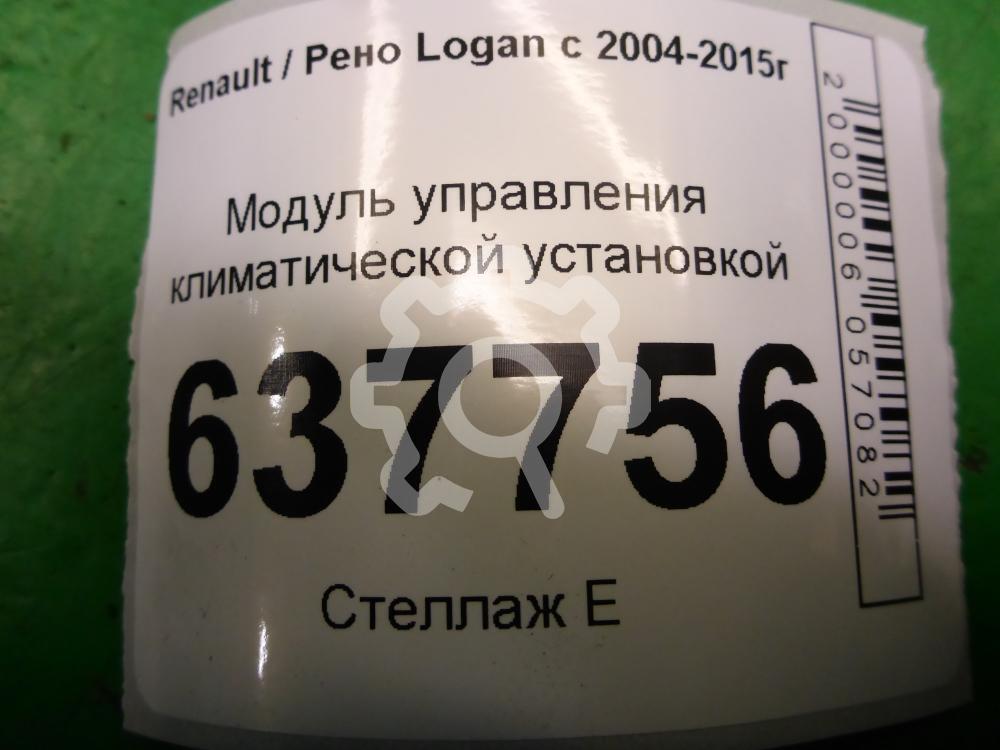 Renault / Рено Logan с 2004-2015г
Модуль управления
климатической установкой
637756
Стеллаж Е
2000006057082